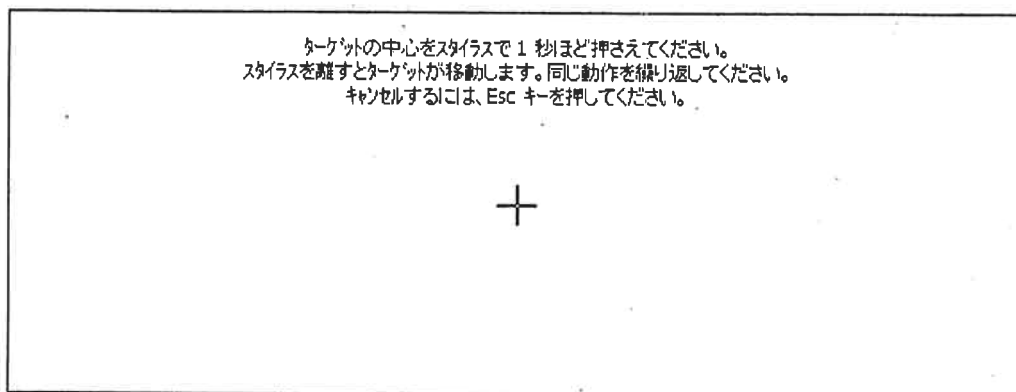 ターゲットの中心をスタイラスで 1 秒ほど押さえてください。
スタイラスを離すとターゲットが移動します。同じ動作を繰り返してください。
キャンセルするには、Esc キーを押してください。